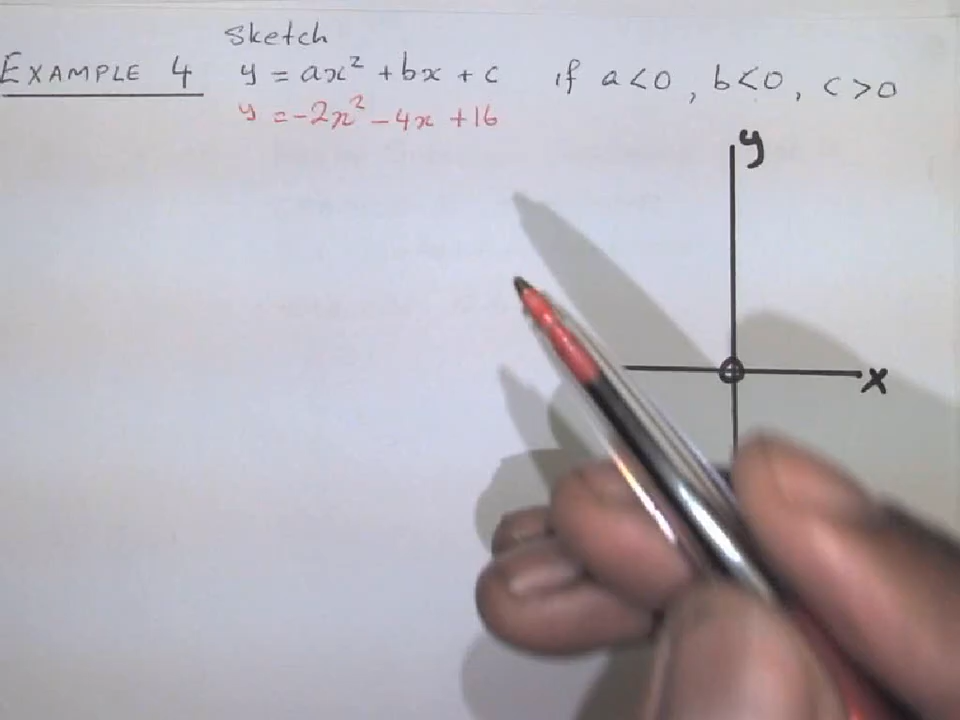 Sketch
EXAMPLE 4 y = ax² + bx + c if a<0, b<0, c>0
y = -2x² - 4x + 16
y
x